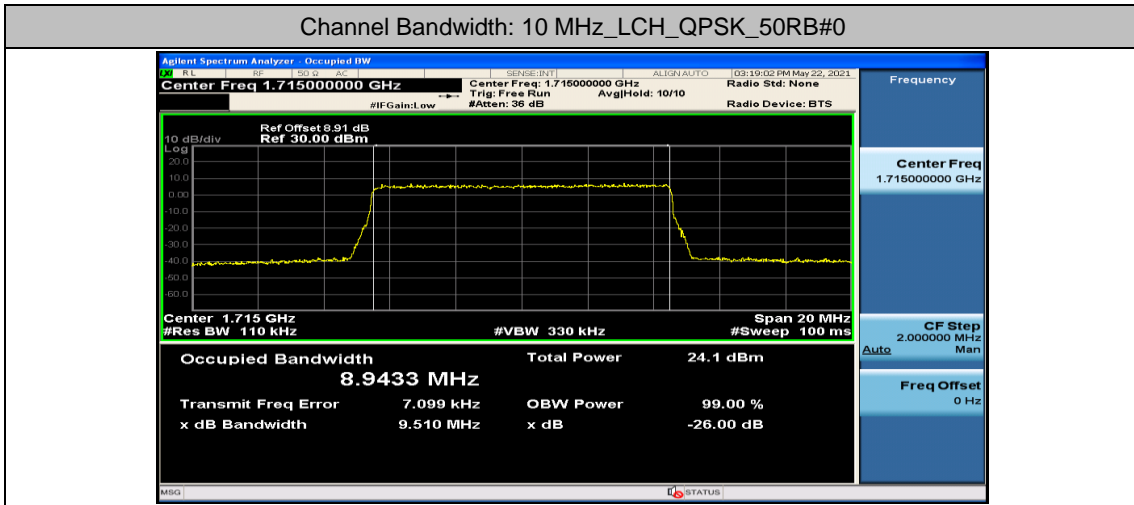 Channel Bandwidth: 10 MHz_LCH_QPSK_50RB#0
Agilent Spectrum Analyzer - Occupied BW
LXI RL RF 50 Ω AC SENSE:INT ALIGN AUTO 03:19:02 PM May 22, 2021
Center Freq 1.715000000 GHz
Center Freq: 1.715000000 GHz
Radio Std: None
Trig: Free Run Avg|Hold: 10/10
#IFGain:Low #Atten: 36 dB Radio Device: BTS
Frequency
Ref Offset 8.91 dB
10 dB/div Ref 30.00 dBm
Log
20.0
10.0
0.00
-10.0
-20.0
-30.0
-40.0
-50.0
-60.0
Center 1.715 GHz Span 20 MHz
#Res BW 110 kHz #VBW 330 kHz #Sweep 100 ms
Center Freq
1.715000000 GHz
CF Step
2.000000 MHz
Auto Man
Freq Offset
0 Hz
Occupied Bandwidth Total Power 24.1 dBm
8.9433 MHz
Transmit Freq Error 7.099 kHz OBW Power 99.00 %
x dB Bandwidth 9.510 MHz x dB -26.00 dB
MSG STATUS